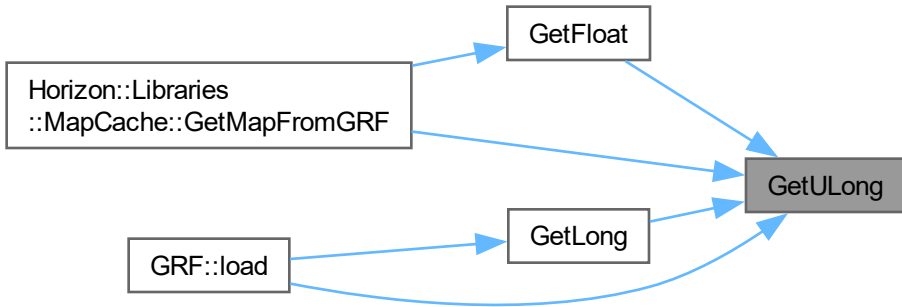 GetFloat
Horizon::Libraries
::MapCache::GetMapFromGRF
GetULong
GetLong
GRF::load